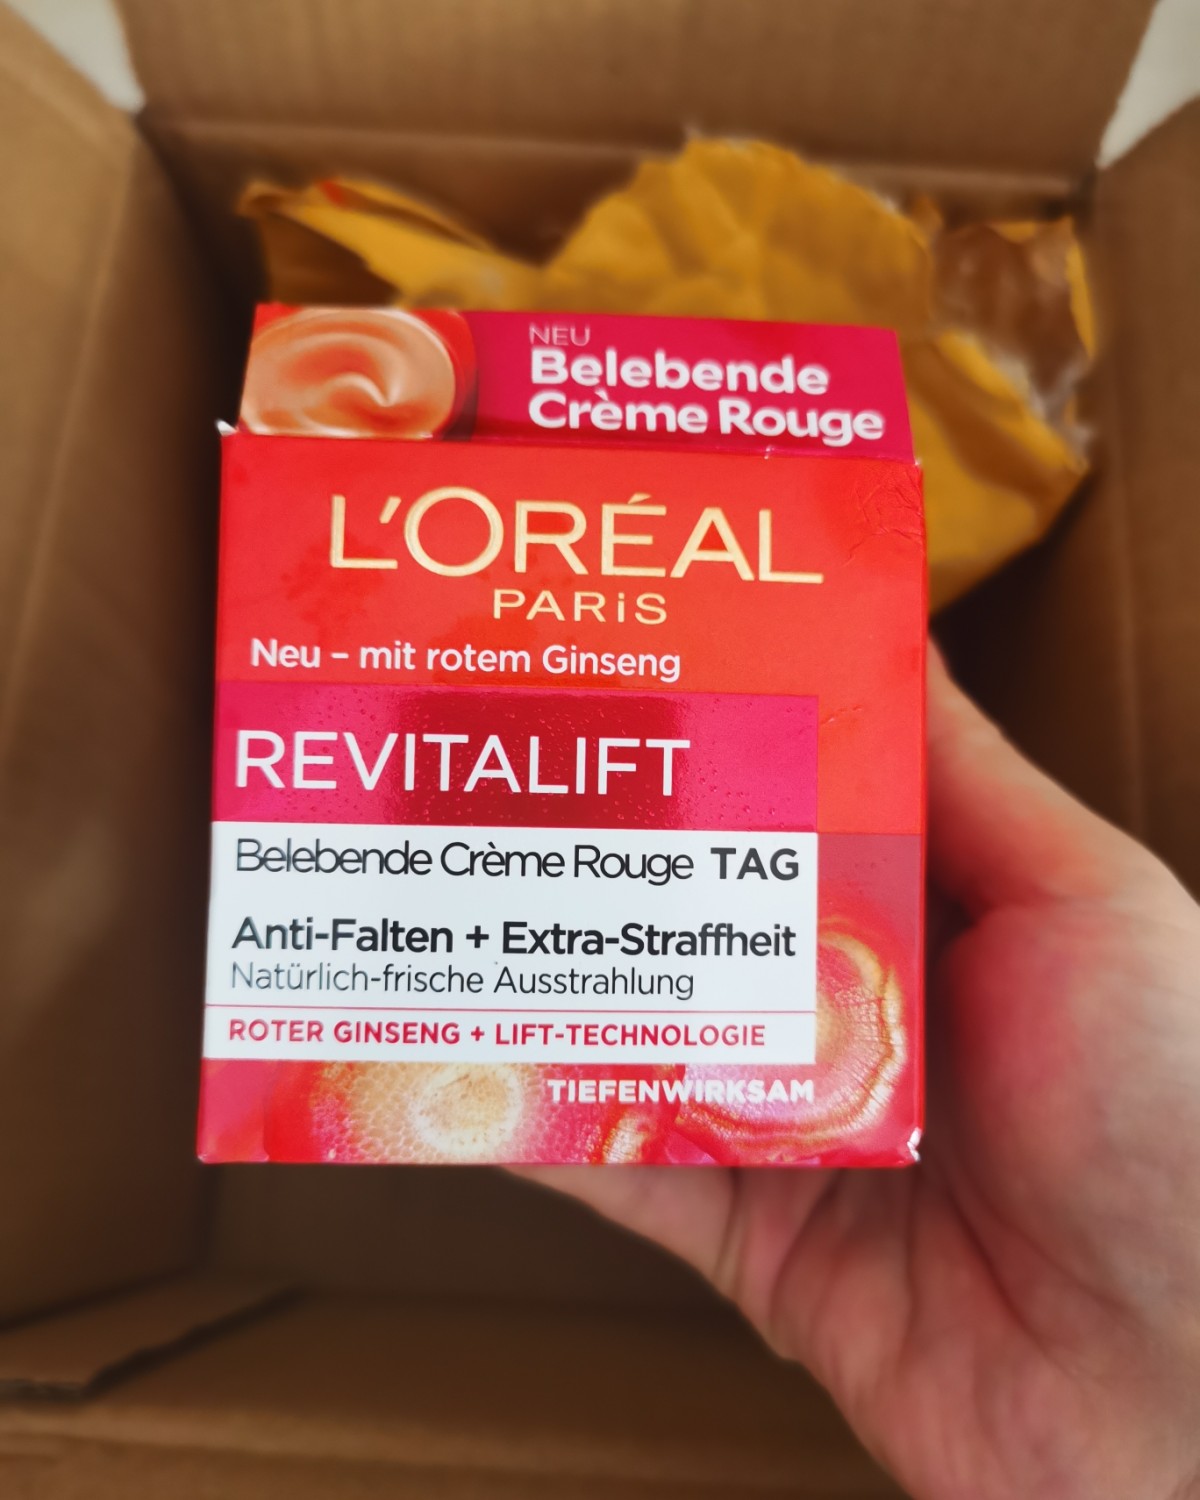 NEU
Belebende
Crème Rouge
L'ORÉAL
PARiS
Neu – mit rotem Ginseng
REVITALIFT
Belebende Crème Rouge TAG
Anti-Falten + Extra-Straffheit
Natürlich-frische Ausstrahlung
ROTER GINSENG + LIFT-TECHNOLOGIE
TIEFENWIRKSAM